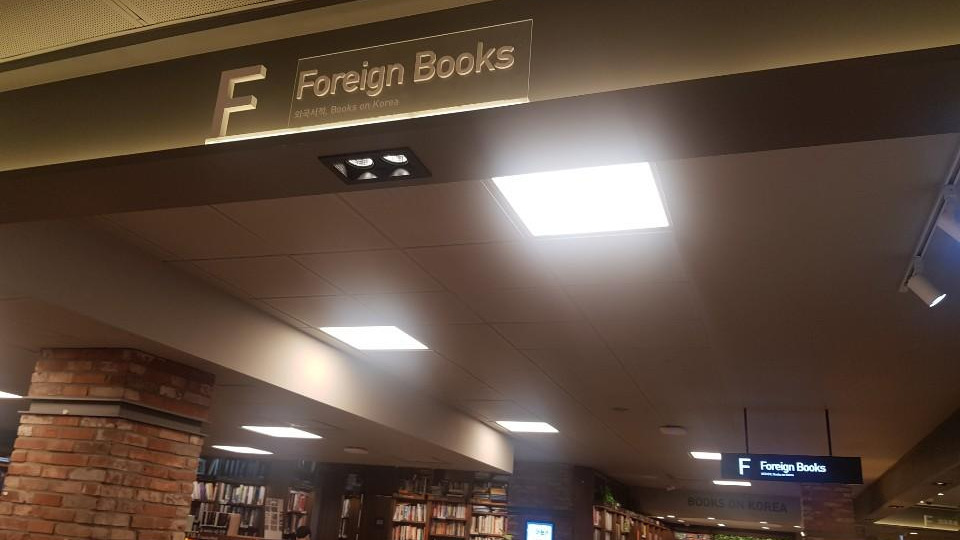 F
Foreign Books
외국서적, Books on Korea
F Foreign Books
BOOKS ON KOREA
F